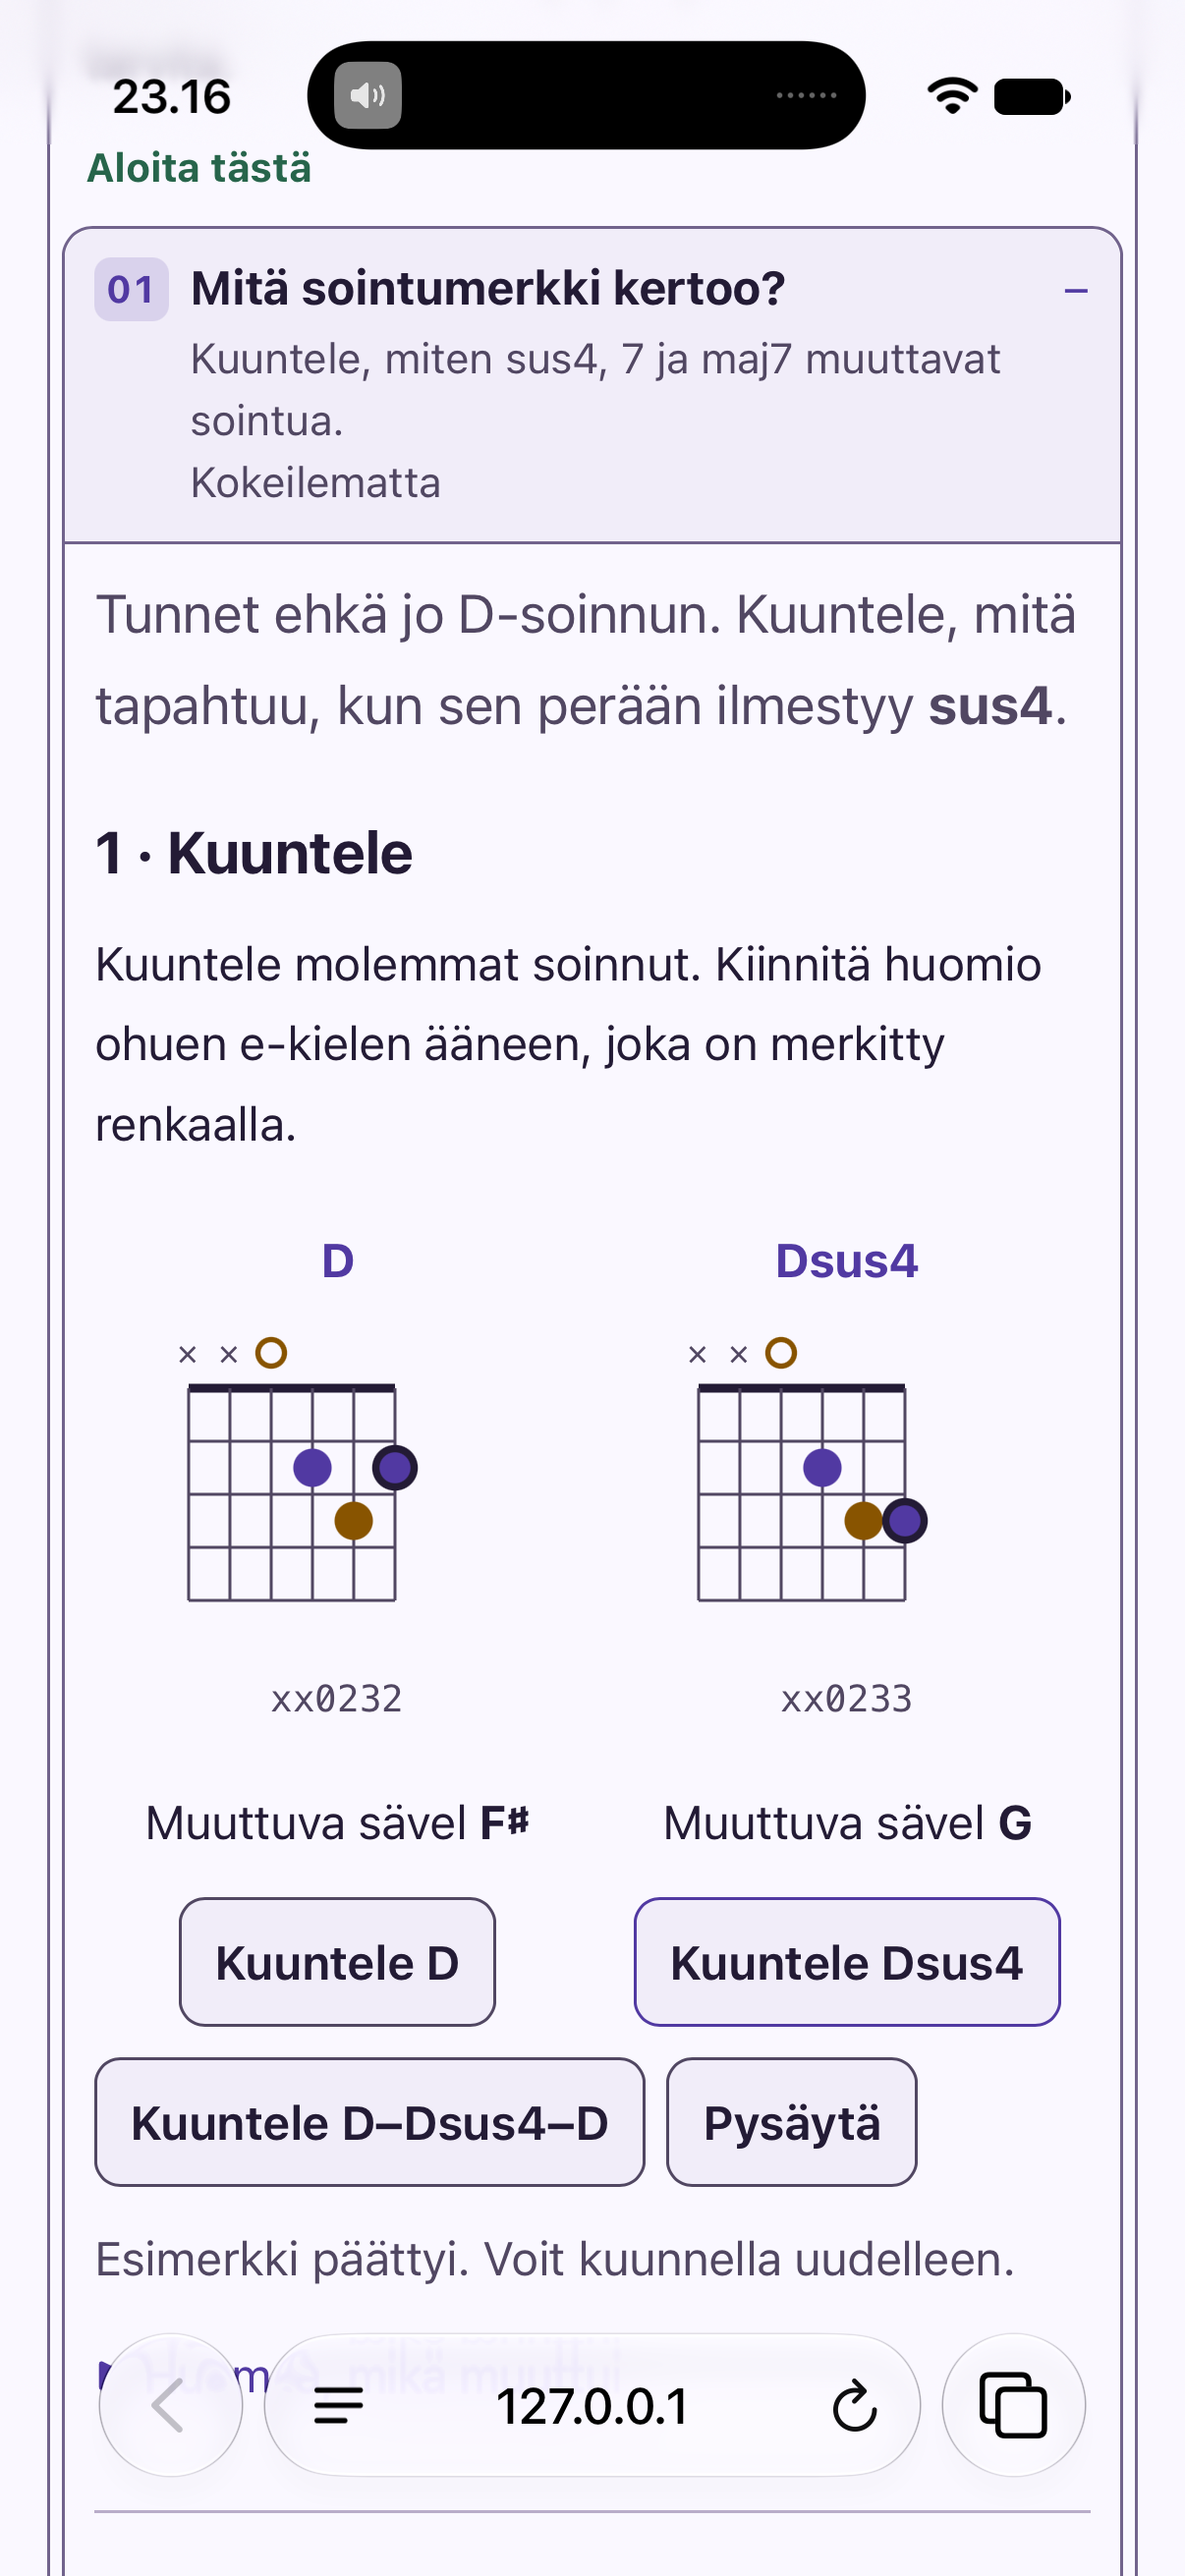 23.16
Aloita tästä
01 Mitä sointumerkki kertoo? –
Kuuntele, miten sus4, 7 ja maj7 muuttavat
sointua.
Kokeilematta
Tunnet ehkä jo D-soinnun. Kuuntele, mitä
tapahtuu, kun sen perään ilmestyy sus4.
1 · Kuuntele
Kuuntele molemmat soinnut. Kiinnitä huomio
ohuen e-kielen ääneen, joka on merkitty
renkaalla.
D Dsus4
× × × ×
xx0232 xx0233
Muuttuva sävel F♯ Muuttuva sävel G
Kuuntele D Kuuntele Dsus4
Kuuntele D–Dsus4–D Pysäytä
Esimerkki päättyi. Voit kuunnella uudelleen.
mikä muuttui
127.0.0.1